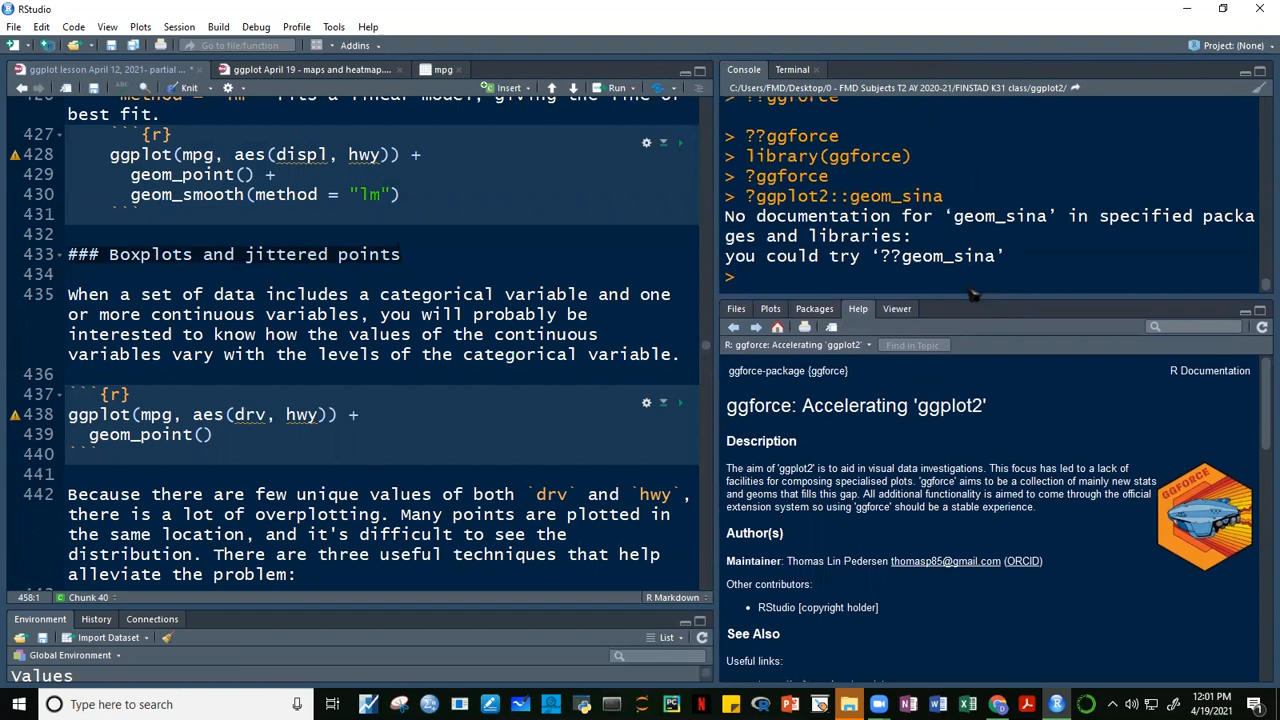 RStudio
File Edit Code View Plots Session Build Debug Profile Tools Help
Go to file/function Addins Project: (None)
ggplot lesson April 12, 2021- partial ... * ggplot April 19 - maps and heatmap.... mpg
Knit Insert Run
best fit.
427 ```{r}
428 ggplot(mpg, aes(displ, hwy)) +
429 geom_point() +
430 geom_smooth(method = "lm")
431 ```
432
433 ### Boxplots and jittered points
434
435 When a set of data includes a categorical variable and one
or more continuous variables, you will probably be
interested to know how the values of the continuous
variables vary with the levels of the categorical variable.
436
437 ```{r}
438 ggplot(mpg, aes(drv, hwy)) +
439 geom_point()
440 ```
441
442 Because there are few unique values of both `drv` and `hwy`,
there is a lot of overplotting. Many points are plotted in
the same location, and it's difficult to see the
distribution. There are three useful techniques that help
alleviate the problem:
458:1 Chunk 40 R Markdown
Environment History Connections
Import Dataset List
Global Environment
Values
Console Terminal
C:/Users/FMD/Desktop/0 - FMD Subjects T2 AY 2020-21/FINSTAD K31 class/ggplot2/
> ??ggforce
> ??ggforce
> library(ggforce)
> ?ggforce
> ?ggplot2::geom_sina
No documentation for ‘geom_sina’ in specified packa
ges and libraries:
you could try ‘??geom_sina’
>
Files Plots Packages Help Viewer
R: ggforce: Accelerating 'ggplot2' Find in Topic
ggforce-package {ggforce} R Documentation
ggforce: Accelerating 'ggplot2'
Description
The aim of 'ggplot2' is to aid in visual data investigations. This focus has led to a lack of
facilities for composing specialised plots. 'ggforce' aims to be a collection of mainly new stats
and geoms that fills this gap. All additional functionality is aimed to come through the official
extension system so using 'ggforce' should be a stable experience.
GGFORCE
Author(s)
Maintainer: Thomas Lin Pedersen thomasp85@gmail.com (ORCID)
Other contributors:
• RStudio [copyright holder]
See Also
Useful links:
Type here to search
12:01 PM
4/19/2021